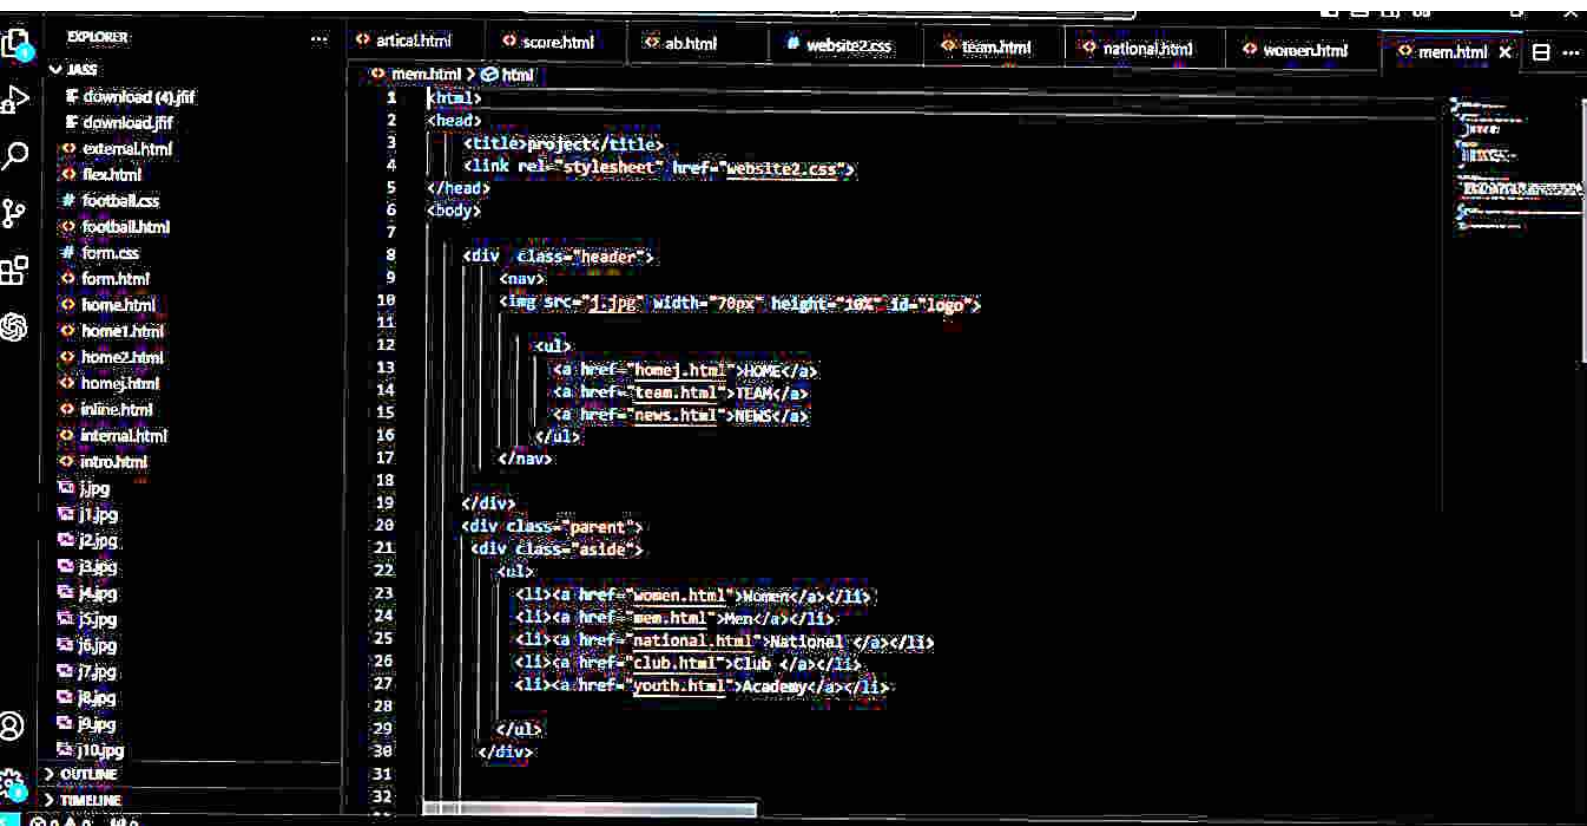 EXPLORER
JASS
download (4).jfif
download.jfif
external.html
flex.html
football.css
football.html
form.css
form.html
home.html
home1.html
home2.html
homej.html
inline.html
internal.html
intro.html
j.jpg
j1.jpg
j2.jpg
j3.jpg
j4.jpg
j5.jpg
j6.jpg
j7.jpg
j8.jpg
j9.jpg
j10.jpg
OUTLINE
TIMELINE
artical.html score.html ab.html website2.css team.html national.html women.html mem.html
mem.html > html
1 <html>
2 <head>
3 <title>project</title>
4 <link rel="stylesheet" href="website2.css">
5 </head>
6 <body>
7
8 <div class="header">
9 <nav>
10 <img src="j.jpg" width="70px" height="10%" id="logo">
11
12 <ul>
13 <a href="homej.html">HOME</a>
14 <a href="team.html">TEAM</a>
15 <a href="news.html">NEWS</a>
16 </ul>
17 </nav>
18
19 </div>
20 <div class="parent">
21 <div class="aside">
22 <ul>
23 <li><a href="women.html">Women</a></li>
24 <li><a href="mem.html">Men</a></li>
25 <li><a href="national.html">National </a></li>
26 <li><a href="club.html">Club </a></li>
27 <li><a href="youth.html">Academy</a></li>
28
29 </ul>
30 </div>
31
32